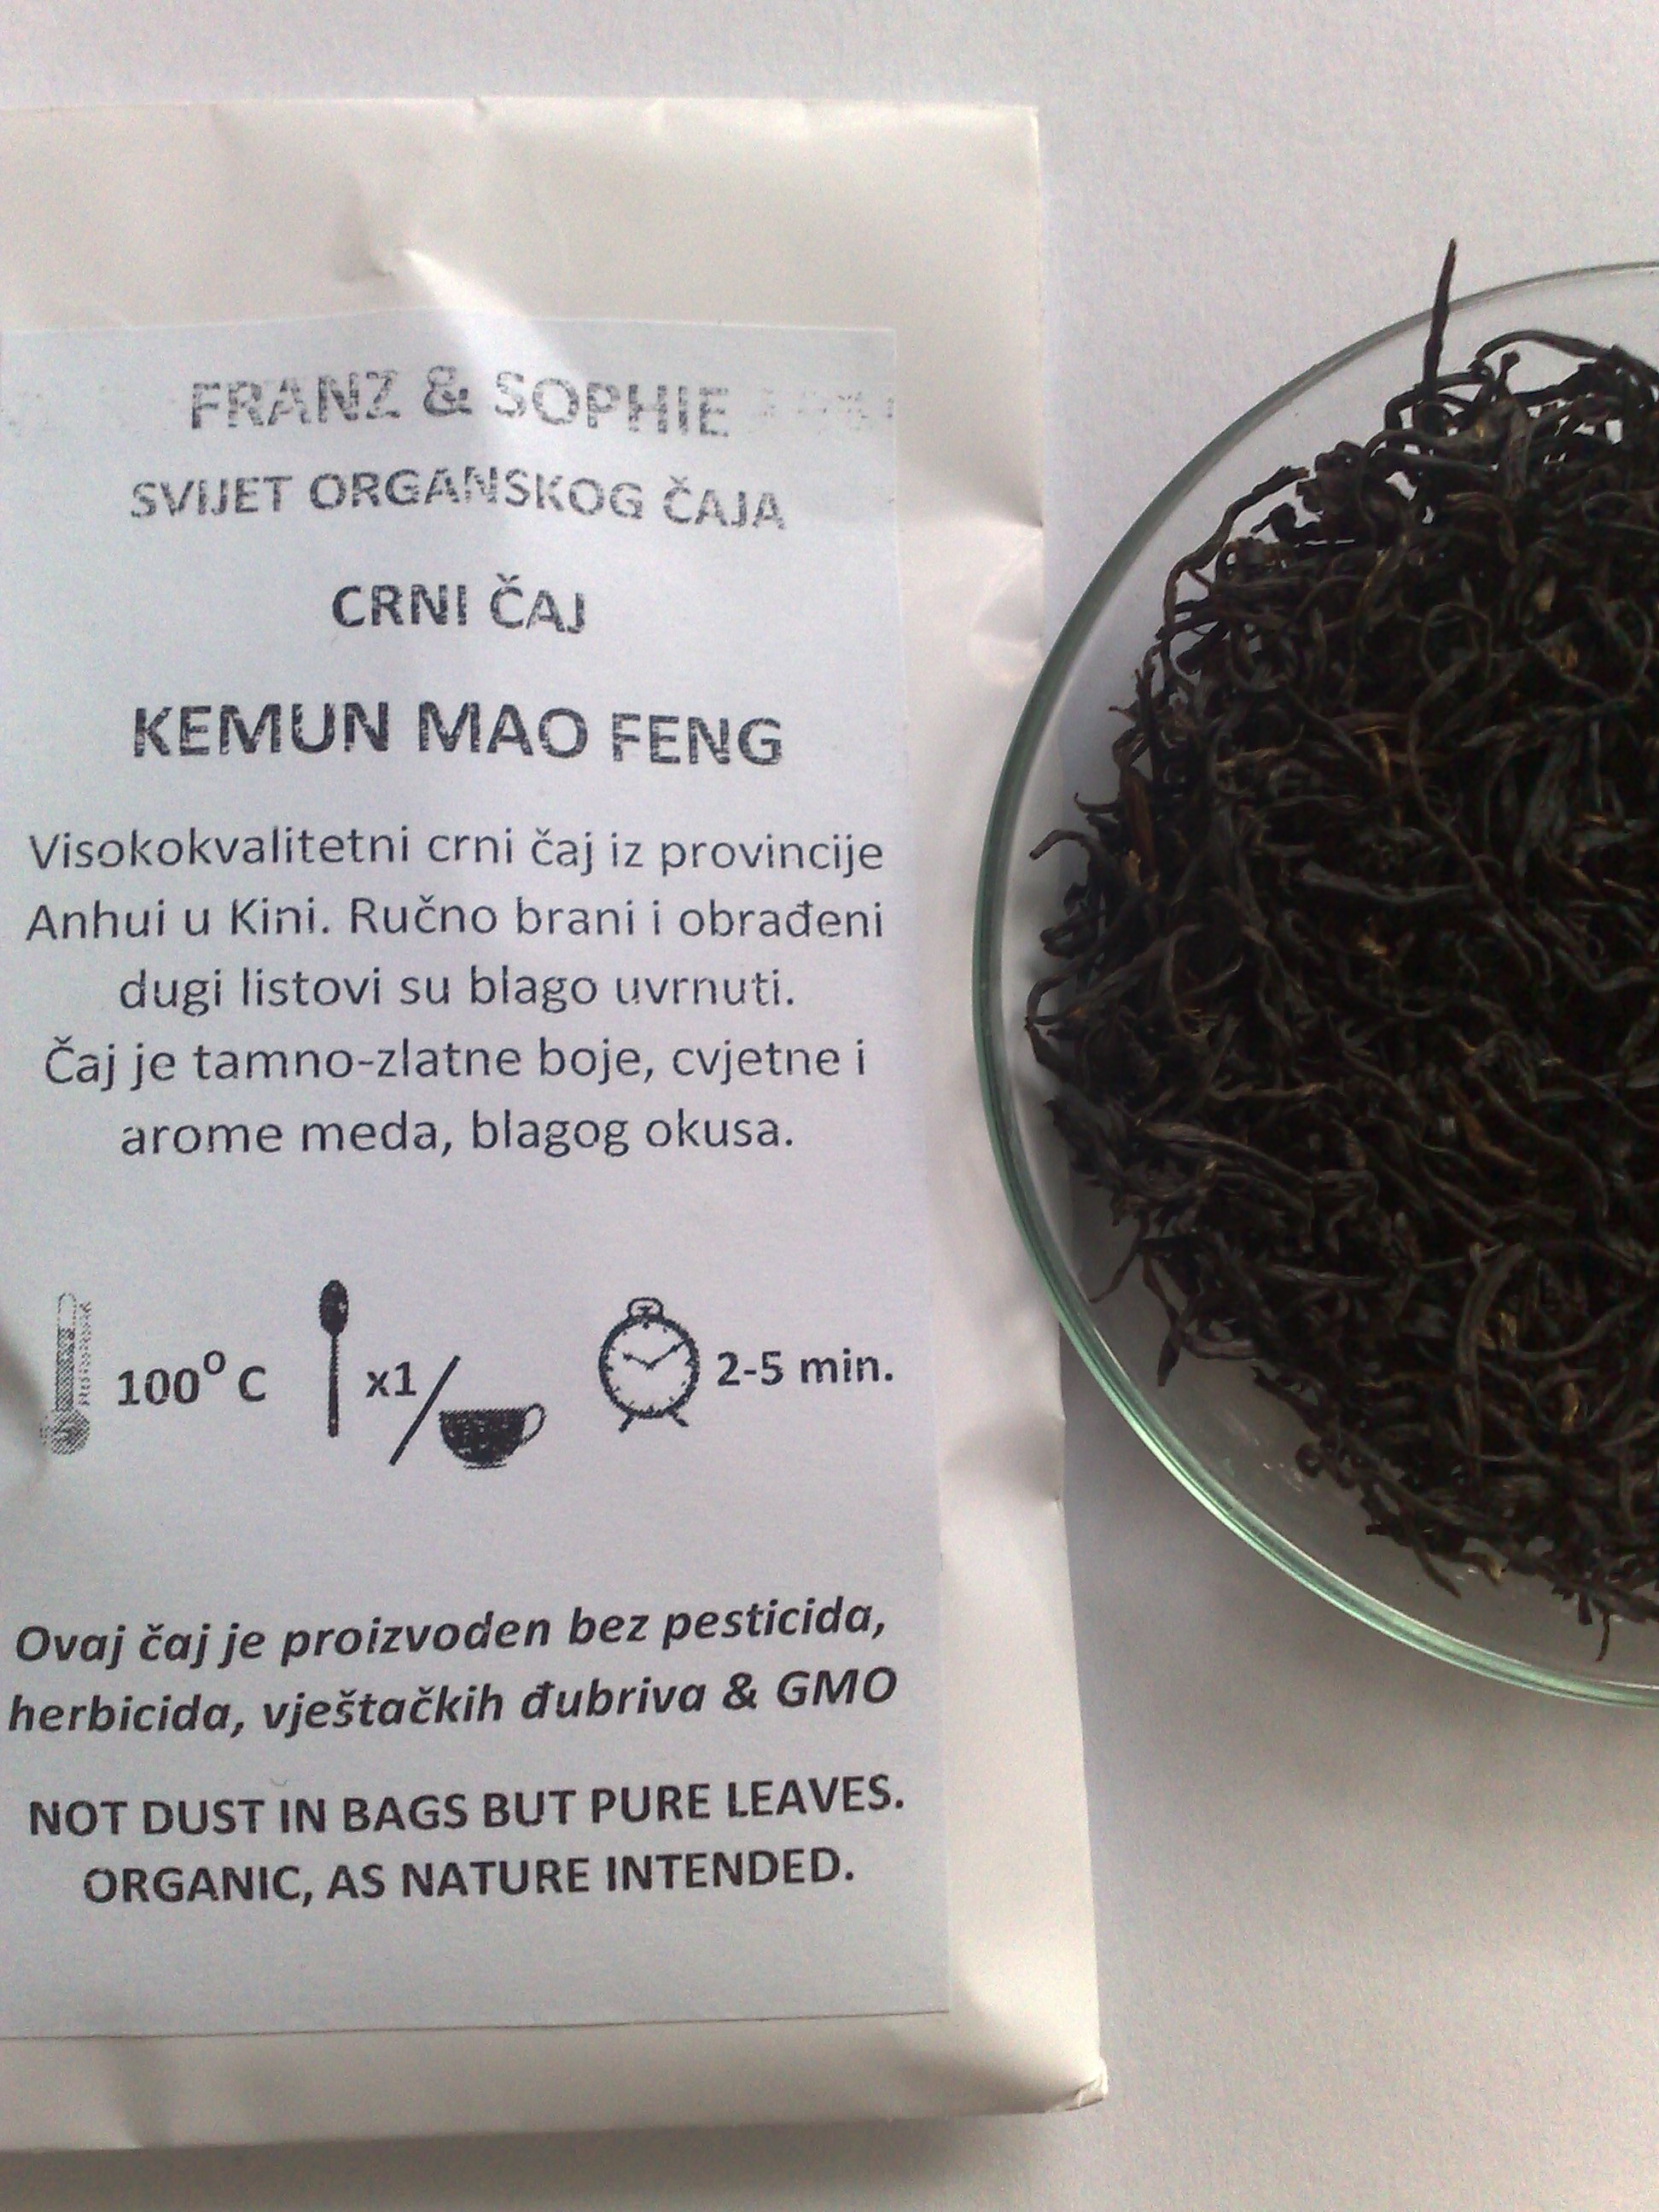 FRANZ & SOPHIE
SVIJET ORGANSKOG ČAJA
CRNI ČAJ
KEMUN MAO FENG
Visokokvalitetni crni čaj iz provincije
Anhui u Kini. Ručno brani i obrađeni
dugi listovi su blago uvrnuti.
Čaj je tamno-zlatne boje, cvjetne i
arome meda, blagog okusa.
100° C x1/ 2-5 min.
Ovaj čaj je proizvođen bez pesticida,
herbicida, vještačkih đubriva & GMO
NOT DUST IN BAGS BUT PURE LEAVES.
ORGANIC, AS NATURE INTENDED.